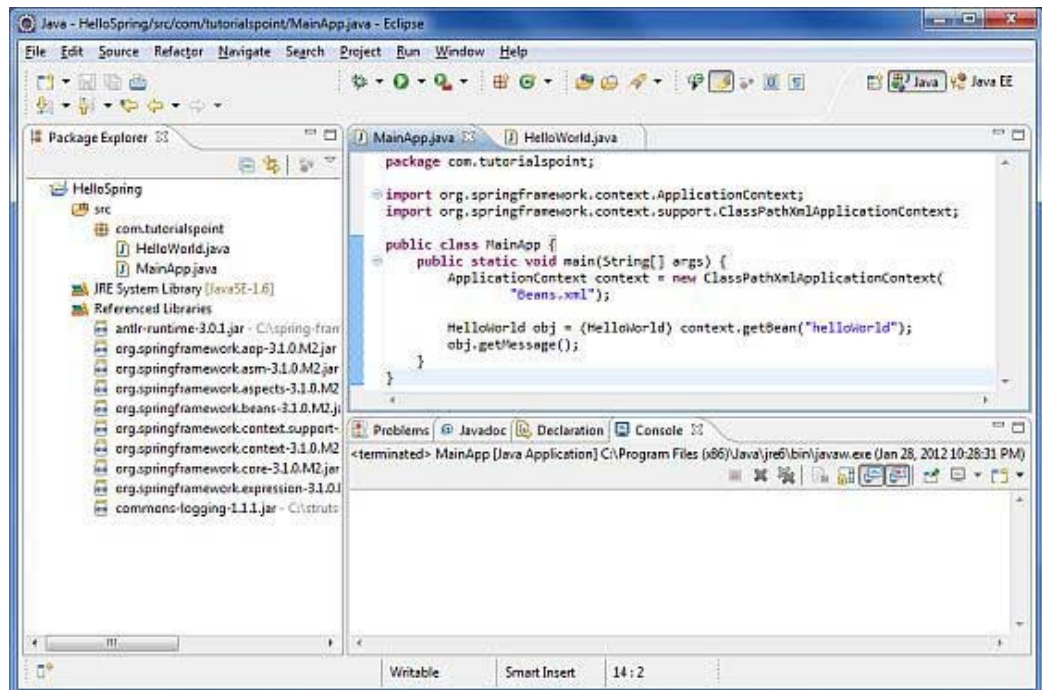 Java - HelloSpring/src/com/tutorialspoint/MainApp.java - Eclipse
File Edit Source Refactor Navigate Search Project Run Window Help
Java Java EE
Package Explorer
HelloSpring
src
com.tutorialspoint
HelloWorld.java
MainApp.java
JRE System Library [JavaSE-1.6]
Referenced Libraries
antlr-runtime-3.0.1.jar - C:\spring-fram
org.springframework.aop-3.1.0.M2.jar
org.springframework.asm-3.1.0.M2.jar
org.springframework.aspects-3.1.0.M2
org.springframework.beans-3.1.0.M2.ja
org.springframework.context.support-
org.springframework.context-3.1.0.M2
org.springframework.core-3.1.0.M2.jar
org.springframework.expression-3.1.0.I
commons-logging-1.1.1.jar - C:\struts
MainApp.java HelloWorld.java
package com.tutorialspoint;
import org.springframework.context.ApplicationContext;
import org.springframework.context.support.ClassPathXmlApplicationContext;
public class MainApp {
public static void main(String[] args) {
ApplicationContext context = new ClassPathXmlApplicationContext(
"Beans.xml");
HelloWorld obj = (HelloWorld) context.getBean("helloWorld");
obj.getMessage();
}
}
Problems Javadoc Declaration Console
<terminated> MainApp [Java Application] C:\Program Files (x86)\Java\jre6\bin\javaw.exe (Jan 28, 2012 10:28:31 PM)
Writable Smart Insert 14 : 2